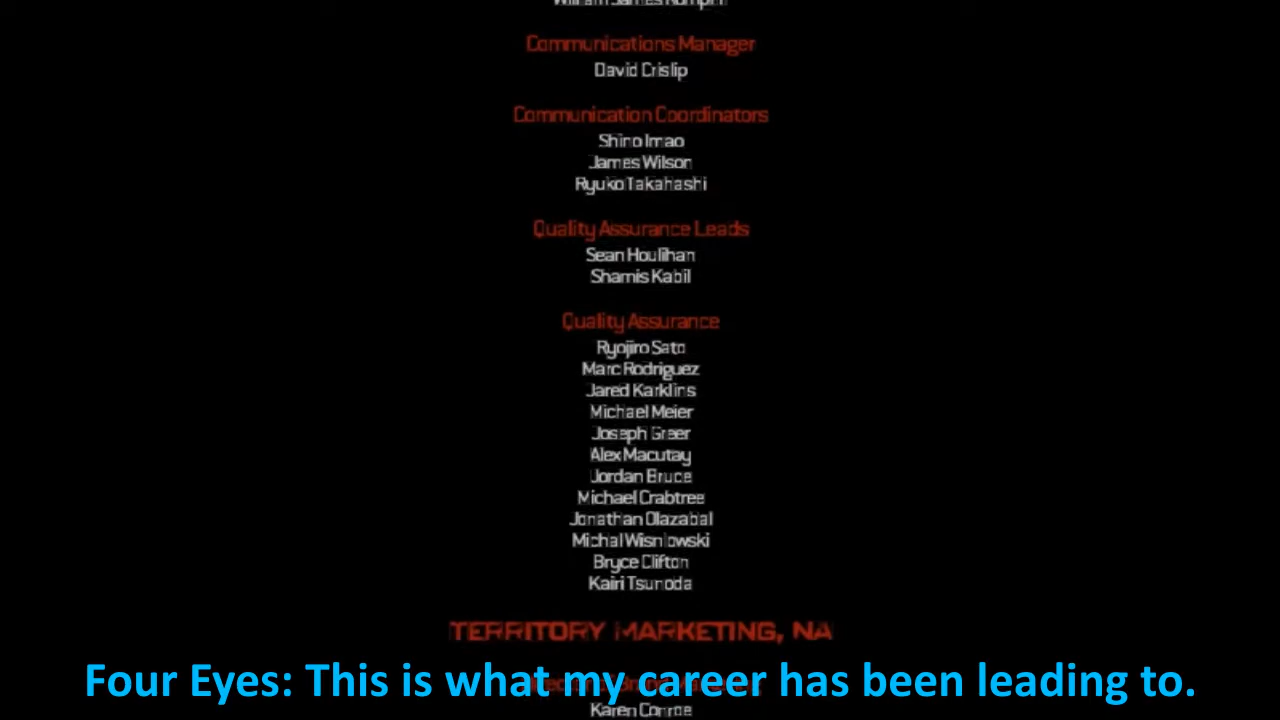 Communications Manager
David Crislip
Communication Coordinators
Shino Imao
James Wilson
Ryuko Takahashi
Quality Assurance Leads
Sean Houlihan
Shamis Kabil
Quality Assurance
Ryojiro Sato
Marc Rodriguez
Jared Karklins
Michael Meier
Joseph Greer
Alex Macutay
Jordan Bruce
Michael Crabtree
Jonathan Olazabal
Michal Wisniowski
Bryce Clifton
Kairi Tsunoda
TERRITORY MARKETING, NA
Four Eyes: This is what my career has been leading to.
Karen Conroe